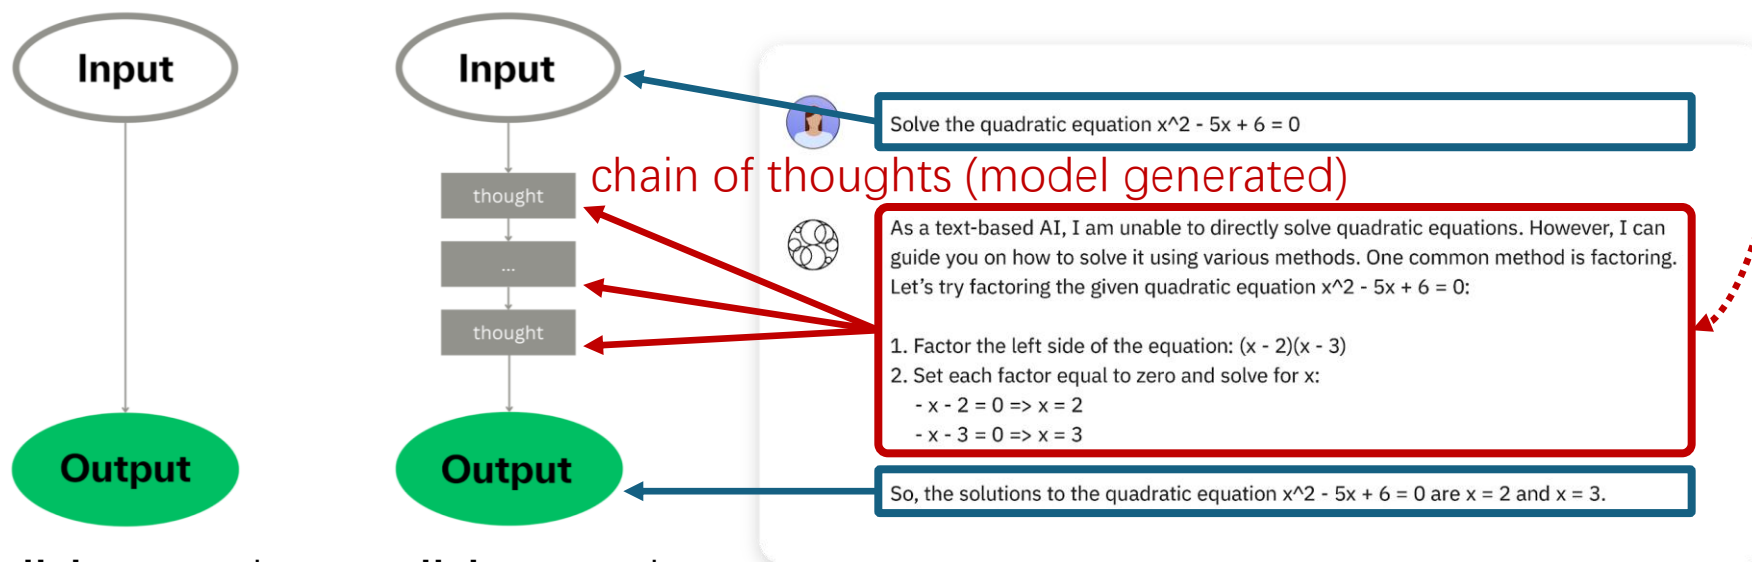 Input
Output
Input
thought
...
thought
Output
chain of thoughts (model generated)
Solve the quadratic equation x^2 - 5x + 6 = 0
As a text-based AI, I am unable to directly solve quadratic equations. However, I can
guide you on how to solve it using various methods. One common method is factoring.
Let's try factoring the given quadratic equation x^2 - 5x + 6 = 0:
1. Factor the left side of the equation: (x - 2)(x - 3)
2. Set each factor equal to zero and solve for x:
- x - 2 = 0 => x = 2
- x - 3 = 0 => x = 3
So, the solutions to the quadratic equation x^2 - 5x + 6 = 0 are x = 2 and x = 3.